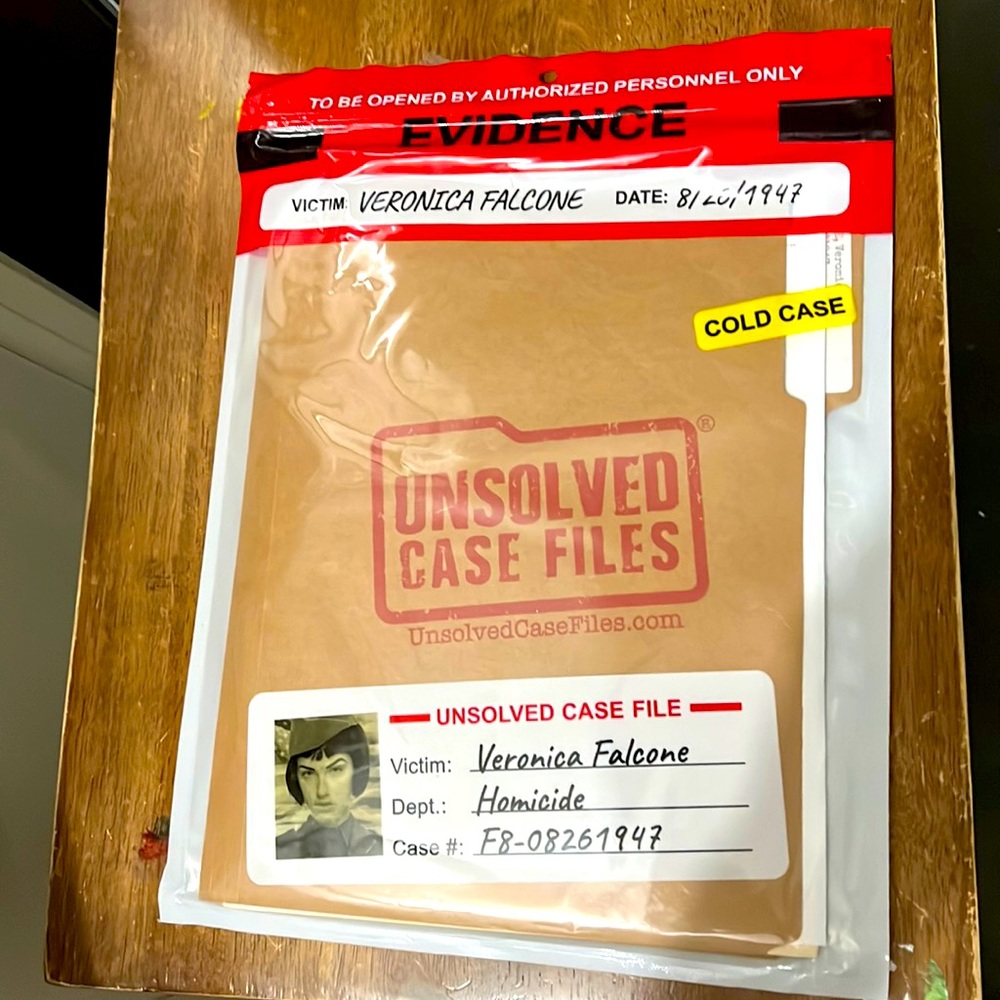 TO BE OPENED BY AUTHORIZED PERSONNEL ONLY
EVIDENCE
VICTIM: VERONICA FALCONE DATE: 8/26/1947
COLD CASE
UNSOLVED
CASE FILES
®
UnsolvedCaseFiles.com
UNSOLVED CASE FILE
Victim: Veronica Falcone
Dept.: Homicide
Case #: F8-08261947